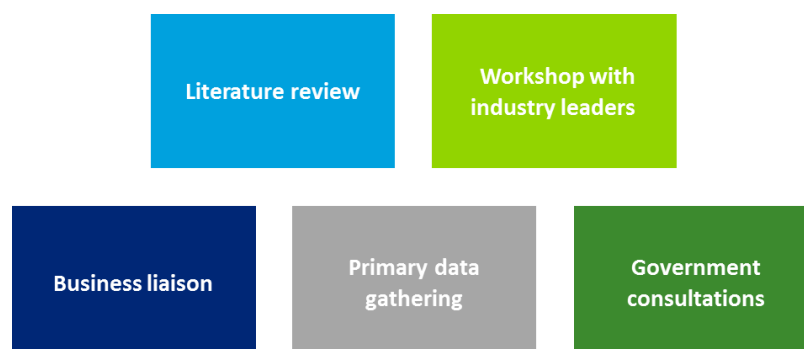 Literature review
Workshop with
industry leaders
Business liaison
Primary data
gathering
Government
consultations